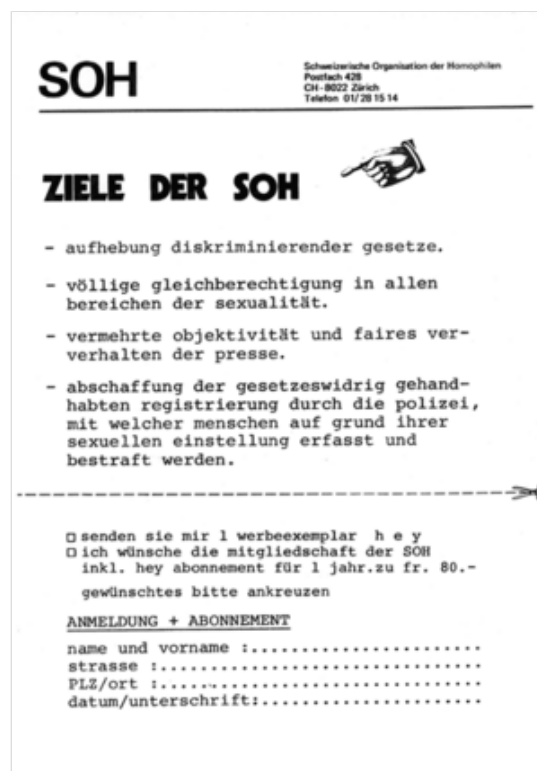 SOH
Schweizerische Organisation der Homophilen
Postfach 428
CH-8022 Zürich
Telefon 01/28 15 14
ZIELE DER SOH
- aufhebung diskriminierender gesetze.
- völlige gleichberechtigung in allen
bereichen der sexualität.
- vermehrte objektivität und faires ver-
verhalten der presse.
- abschaffung der gesetzeswidrig gehand-
habten registrierung durch die polizei,
mit welcher menschen auf grund ihrer
sexuellen einstellung erfasst und
bestraft werden.
□ senden sie mir 1 werbeexemplar h e y
□ ich wünsche die mitgliedschaft der SOH
inkl. hey abonnement für 1 jahr.zu fr. 80.-
gewünschtes bitte ankreuzen
ANMELDUNG + ABONNEMENT
name und vorname :.......................
strasse :................................
PLZ/ort :................................
datum/unterschrift:......................